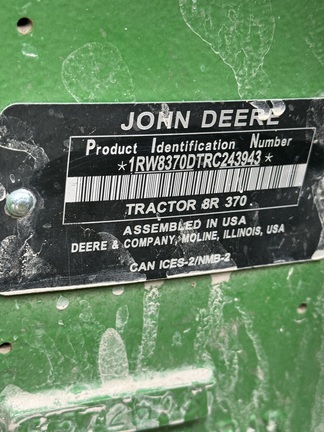 JOHN DEERE
Product Identification Number
*1RW8370DTRC243943*
TRACTOR 8R 370
ASSEMBLED IN USA
DEERE & COMPANY, MOLINE, ILLINOIS, USA
CAN ICES-2/NMB-2